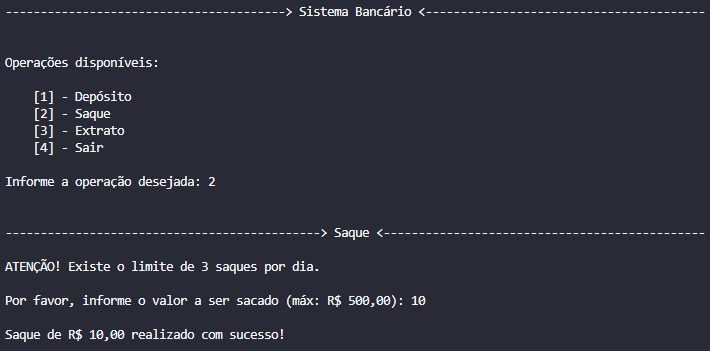 ----------------------------------------> Sistema Bancário <----------------------------------------
Operações disponíveis:
[1] - Depósito
[2] - Saque
[3] - Extrato
[4] - Sair
Informe a operação desejada: 2
---------------------------------------------> Saque <----------------------------------------------
ATENÇÃO! Existe o limite de 3 saques por dia.
Por favor, informe o valor a ser sacado (máx: R$ 500,00): 10
Saque de R$ 10,00 realizado com sucesso!